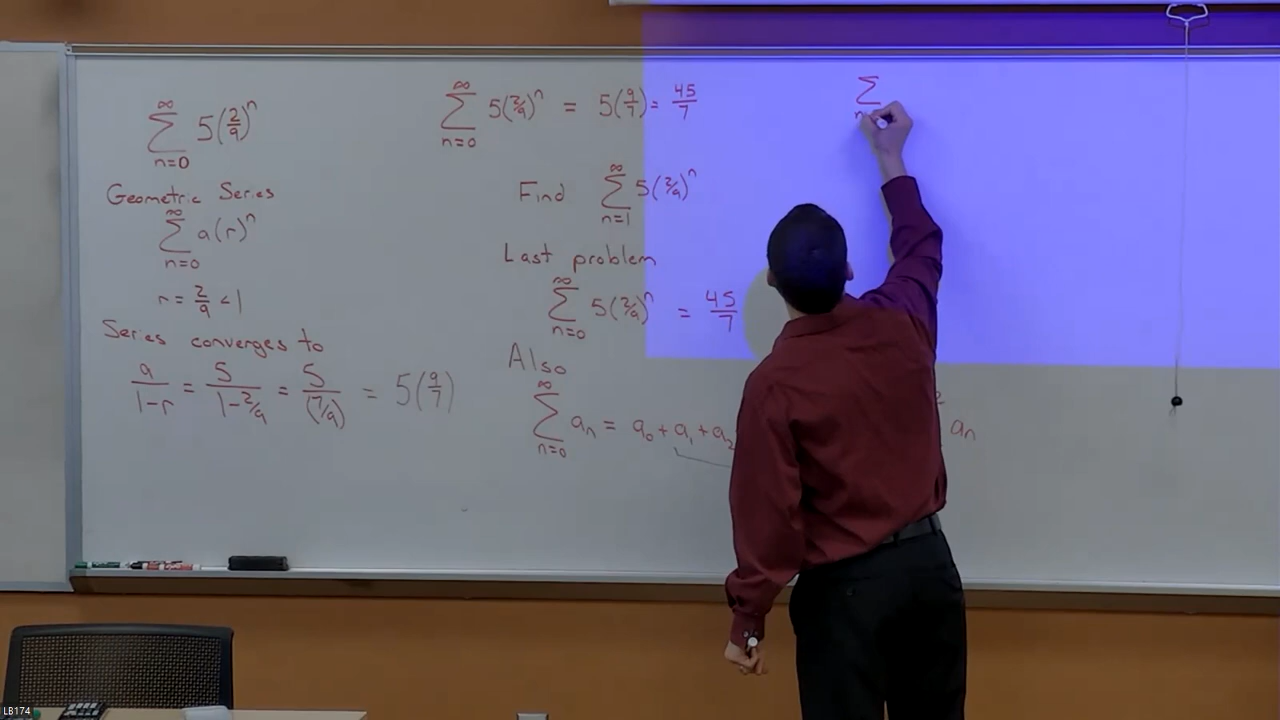 ∞
∑ 5(2/9)^n
n=0
Geometric Series
∞
∑ a(r)^n
n=0
r = 2/9 < 1
Series converges to
a/(1-r) = 5/(1-2/9) = 5/(7/9) = 5(9/7)
∞
∑ 5(2/9)^n = 5(9/7) = 45/7
n=0
Find ∞
∑ 5(2/9)^n
n=1
Last problem
∞
∑ 5(2/9)^n = 45/7
n=0
Also
∞
∑ a_n = a_0 + a_1 + a_2
n=0
a_n
∑
n
LB174